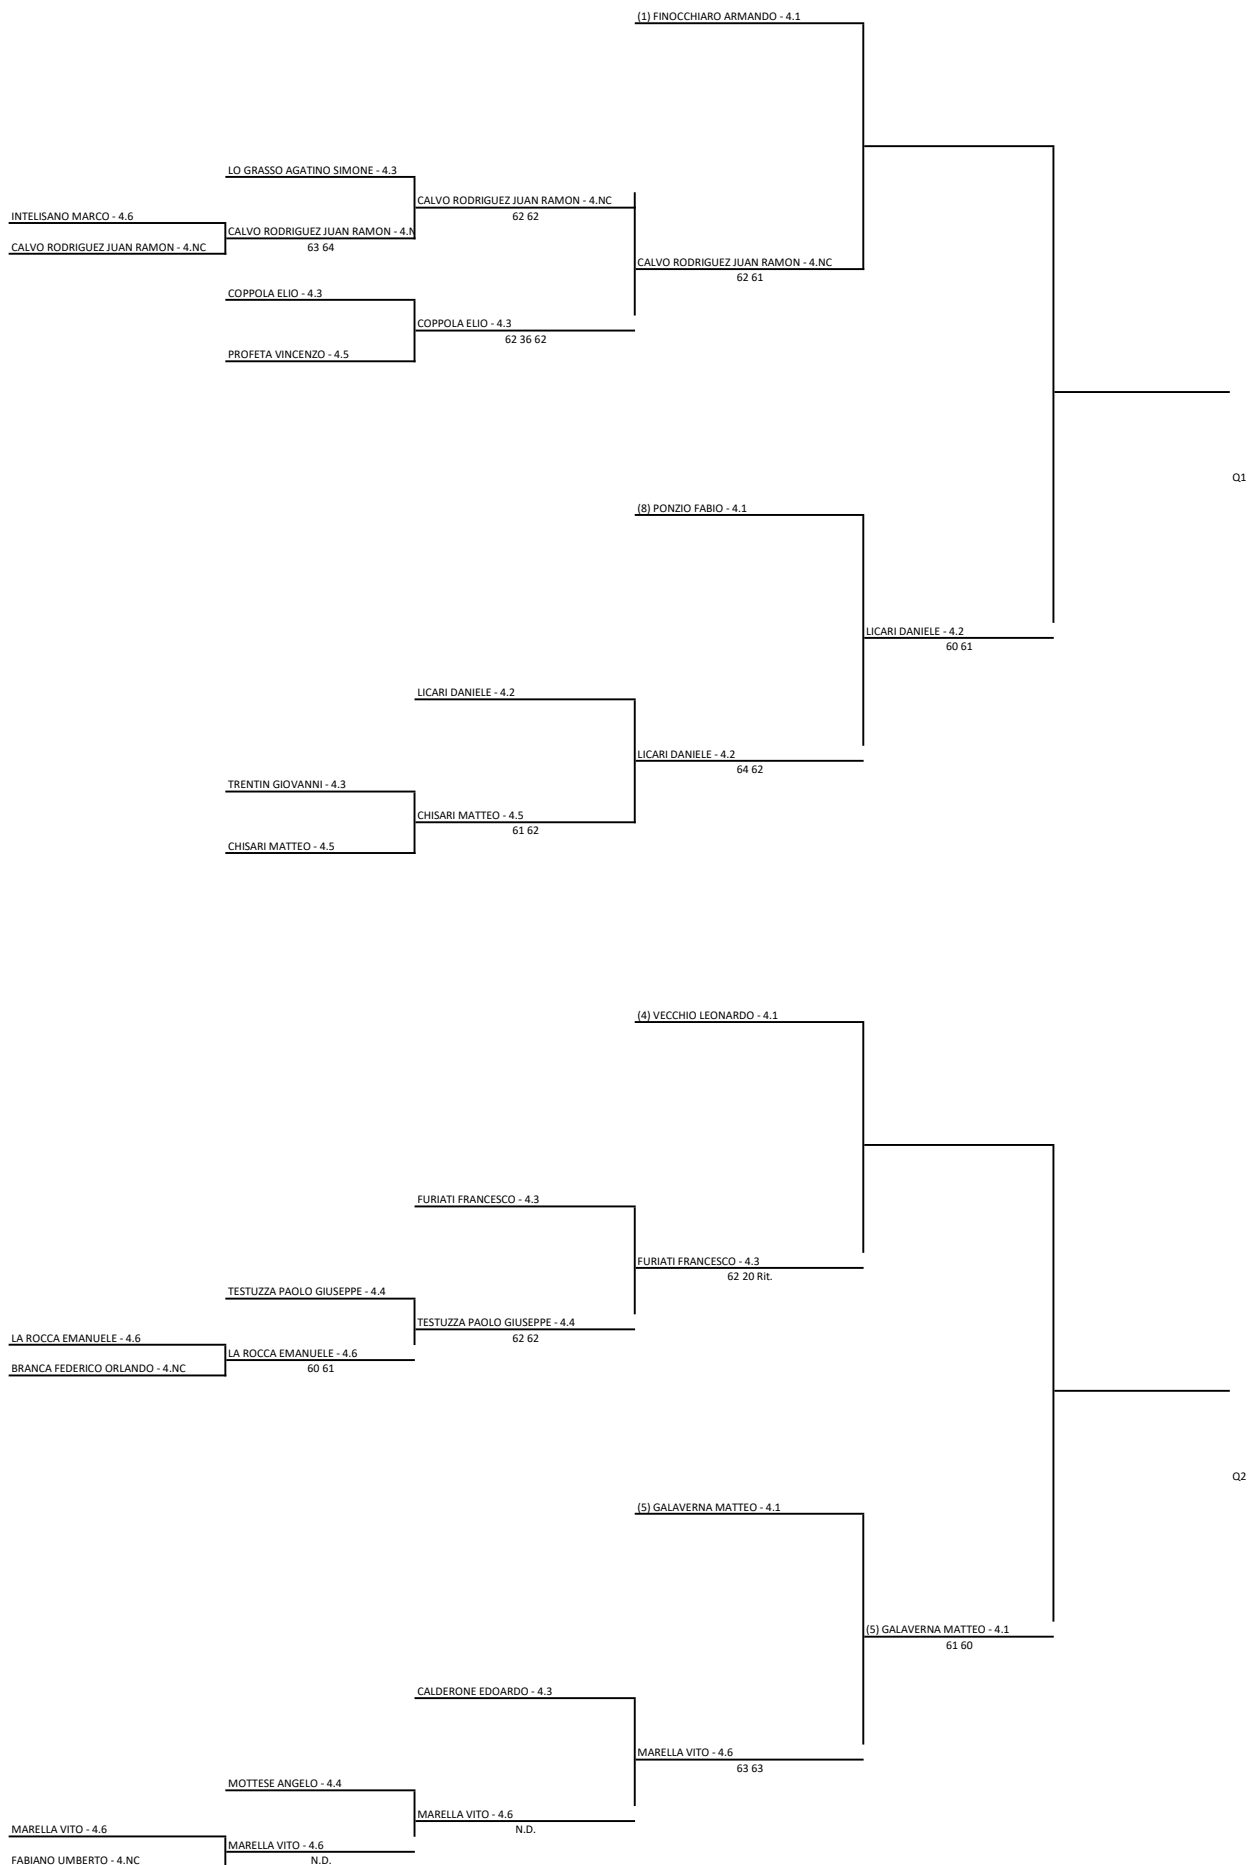 (1) FINOCCHIARO ARMANDO - 4.1
LO GRASSO AGATINO SIMONE - 4.3
CALVO RODRIGUEZ JUAN RAMON - 4.NC
62 62
INTELISANO MARCO - 4.6
CALVO RODRIGUEZ JUAN RAMON - 4.N
63 64
CALVO RODRIGUEZ JUAN RAMON - 4.NC
CALVO RODRIGUEZ JUAN RAMON - 4.NC
62 61
COPPOLA ELIO - 4.3
COPPOLA ELIO - 4.3
62 36 62
PROFETA VINCENZO - 4.5
Q1
(8) PONZIO FABIO - 4.1
LICARI DANIELE - 4.2
60 61
LICARI DANIELE - 4.2
LICARI DANIELE - 4.2
64 62
TRENTIN GIOVANNI - 4.3
CHISARI MATTEO - 4.5
61 62
CHISARI MATTEO - 4.5
(4) VECCHIO LEONARDO - 4.1
FURIATI FRANCESCO - 4.3
FURIATI FRANCESCO - 4.3
62 20 Rit.
TESTUZZA PAOLO GIUSEPPE - 4.4
TESTUZZA PAOLO GIUSEPPE - 4.4
62 62
LA ROCCA EMANUELE - 4.6
LA ROCCA EMANUELE - 4.6
60 61
BRANCA FEDERICO ORLANDO - 4.NC
Q2
(5) GALAVERNA MATTEO - 4.1
(5) GALAVERNA MATTEO - 4.1
61 60
CALDERONE EDOARDO - 4.3
MARELLA VITO - 4.6
63 63
MOTTESE ANGELO - 4.4
MARELLA VITO - 4.6
N.D.
MARELLA VITO - 4.6
MARELLA VITO - 4.6
N.D.
FABIANO UMBERTO - 4.NC